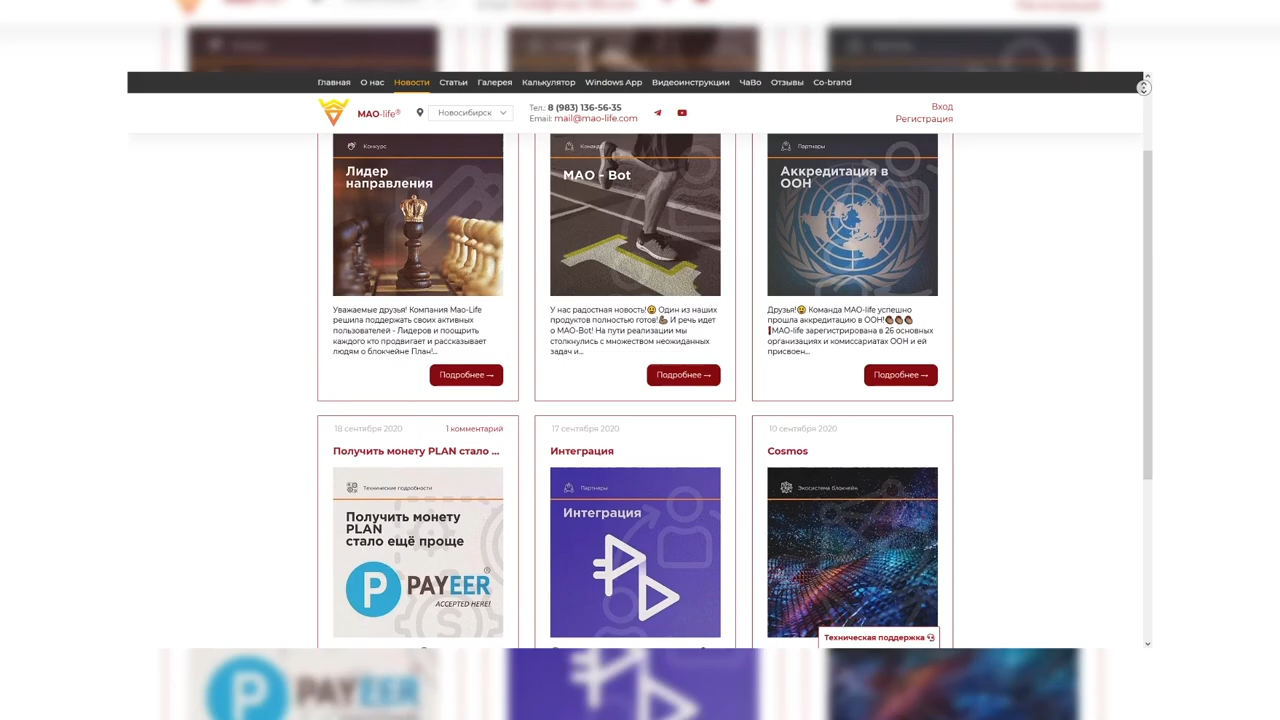 Главная О нас Новости Статьи Галерея Калькулятор Windows App Видеоинструкции ЧаВо Отзывы Co-brand
MAO-life®
Новосибирск
Тел.: 8 (983) 136-56-35
Email: mail@mao-life.com
Вход
Регистрация
Конкурс
Лидер
направления
Уважаемые друзья! Компания Mao-Life
решила поддержать своих активных
пользователей - Лидеров и поощрить
каждого кто продвигает и рассказывает
людям о блокчейне План!...
Подробнее →
Команда
MAO - Bot
У нас радостная новость! Один из наших
продуктов полностью готов! И речь идет
о MAO-Bot! На пути реализации мы
столкнулись с множеством неожиданных
задач и...
Подробнее →
Партнеры
Аккредитация в
ООН
Друзья! Команда MAO-life успешно
прошла аккредитацию в ООН!
MAO-life зарегистрирована в 26 основных
организациях и комиссариатах ООН и ей
присвоен...
Подробнее →
18 сентября 2020 1 комментарий
Получить монету PLAN стало ...
Технические подробности
Получить монету
PLAN
стало ещё проще
P PAYEER®
ACCEPTED HERE!
17 сентября 2020
Интеграция
Партнеры
Интеграция
10 сентября 2020
Cosmos
Экосистема блокчейн
Техническая поддержка